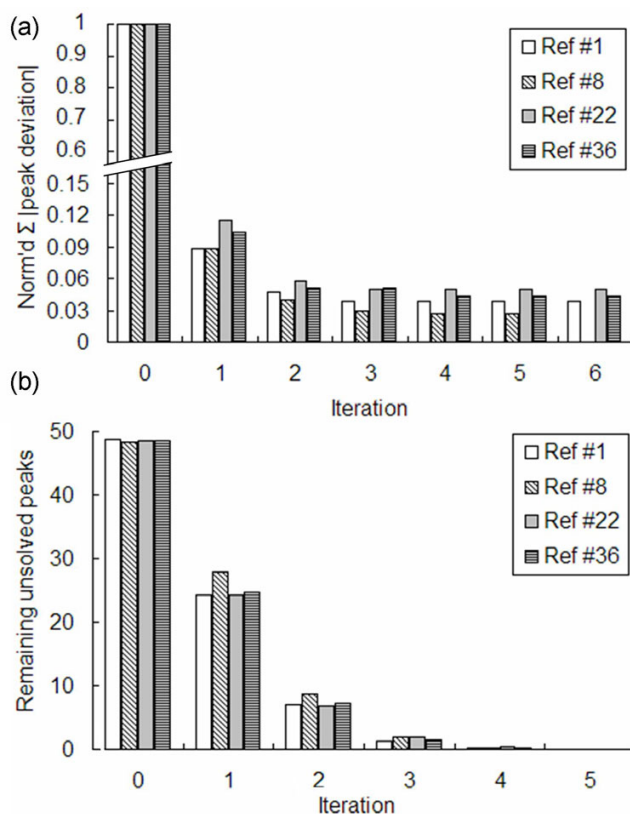 (a)
Norm'd Σ |peak deviation|
1
0.9
0.8
0.7
0.6
0.15
0.12
0.09
0.06
0.03
0
Ref #1
Ref #8
Ref #22
Ref #36
0 1 2 3 4 5 6
Iteration
(b)
Remaining unsolved peaks
50
40
30
20
10
0
Ref #1
Ref #8
Ref #22
Ref #36
0 1 2 3 4 5
Iteration